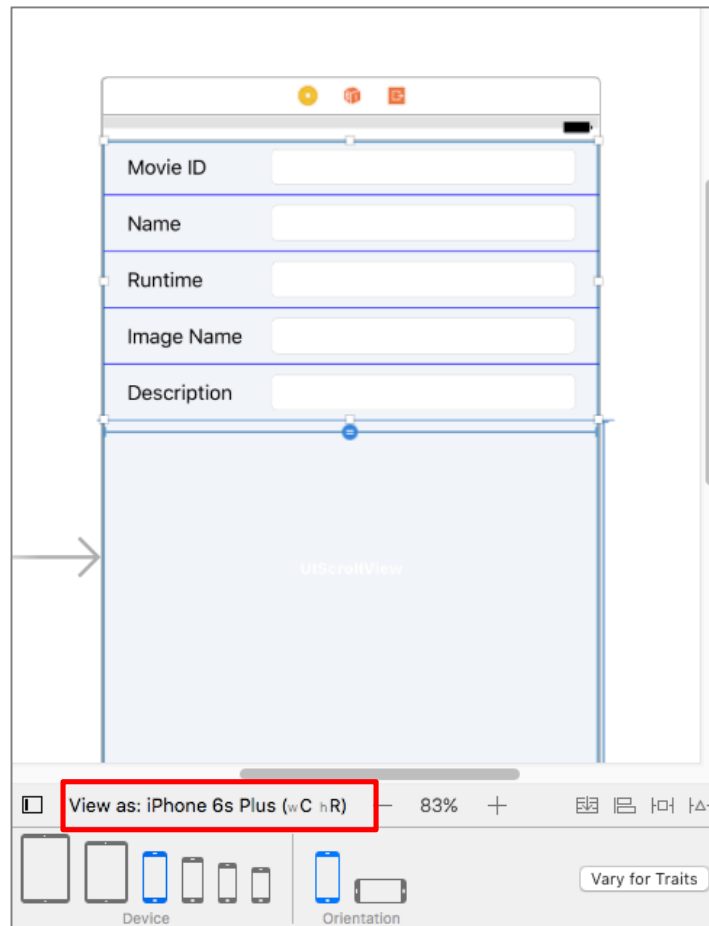 Movie ID
Name
Runtime
Image Name
Description
UIScrollView
View as: iPhone 6s Plus (wC hR)
83%
Vary for Traits
Device
Orientation